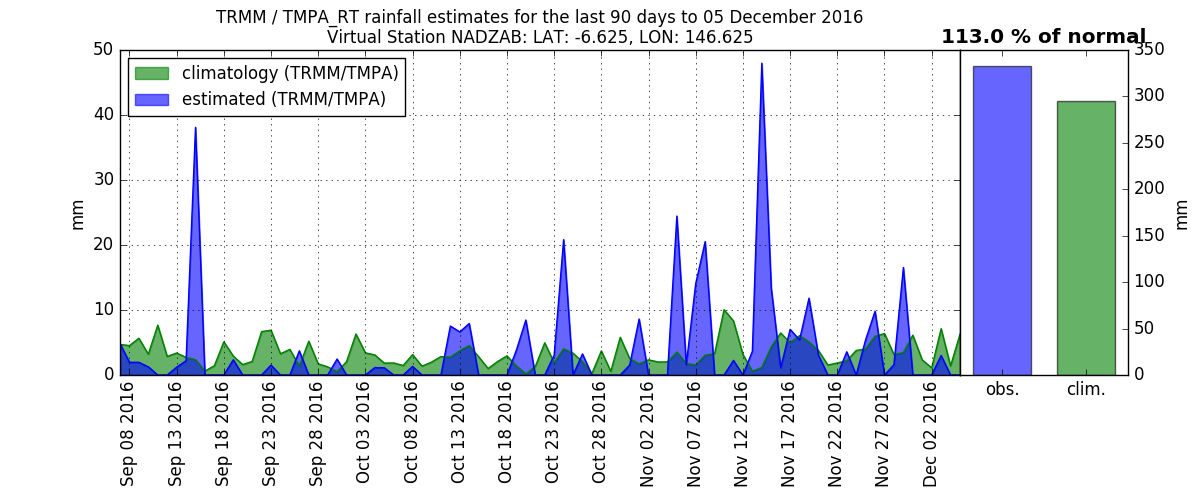 TRMM / TMPA_RT rainfall estimates for the last 90 days to 05 December 2016
Virtual Station NADZAB: LAT: -6.625, LON: 146.625
113.0 % of normal
climatology (TRMM/TMPA)
estimated (TRMM/TMPA)
50
40
30
20
10
0
mm
Sep 08 2016
Sep 13 2016
Sep 18 2016
Sep 23 2016
Sep 28 2016
Oct 03 2016
Oct 08 2016
Oct 13 2016
Oct 18 2016
Oct 23 2016
Oct 28 2016
Nov 02 2016
Nov 07 2016
Nov 12 2016
Nov 17 2016
Nov 22 2016
Nov 27 2016
Dec 02 2016
obs.
clim.
350
300
250
200
150
100
50
0
mm